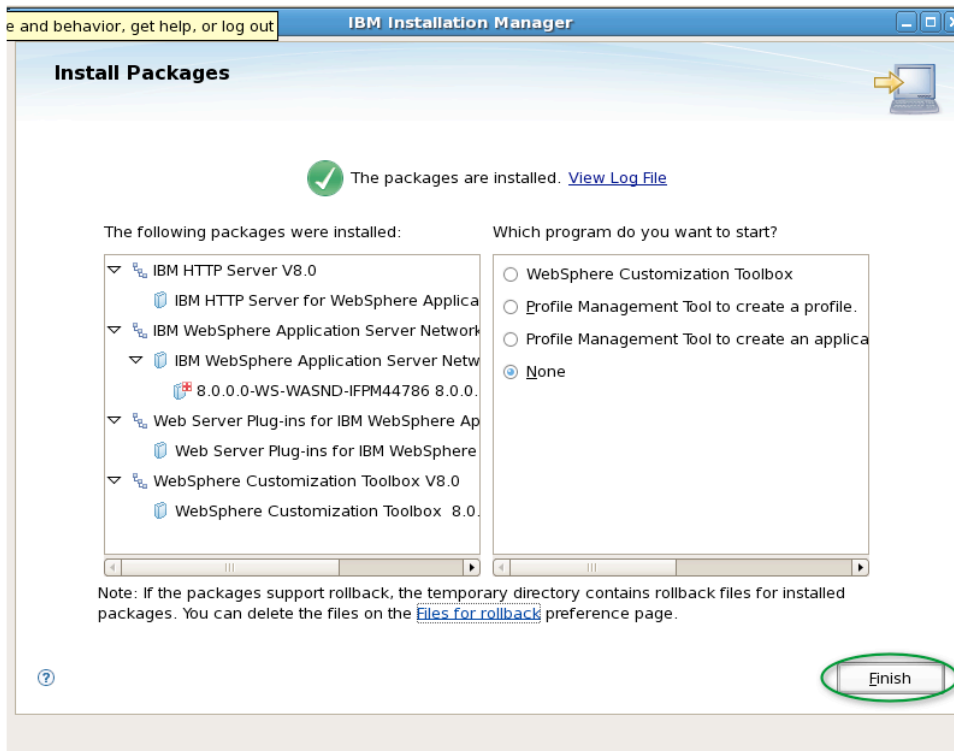 e and behavior, get help, or log out
IBM Installation Manager
Install Packages
The packages are installed. View Log File
The following packages were installed:
IBM HTTP Server V8.0
IBM HTTP Server for WebSphere Applica
IBM WebSphere Application Server Network
IBM WebSphere Application Server Netw
8.0.0.0-WS-WASND-IFPM44786 8.0.0.
Web Server Plug-ins for IBM WebSphere Ap
Web Server Plug-ins for IBM WebSphere
WebSphere Customization Toolbox V8.0
WebSphere Customization Toolbox 8.0.
Which program do you want to start?
WebSphere Customization Toolbox
Profile Management Tool to create a profile.
Profile Management Tool to create an applica
None
Note: If the packages support rollback, the temporary directory contains rollback files for installed
packages. You can delete the files on the Files for rollback preference page.
?
Finish